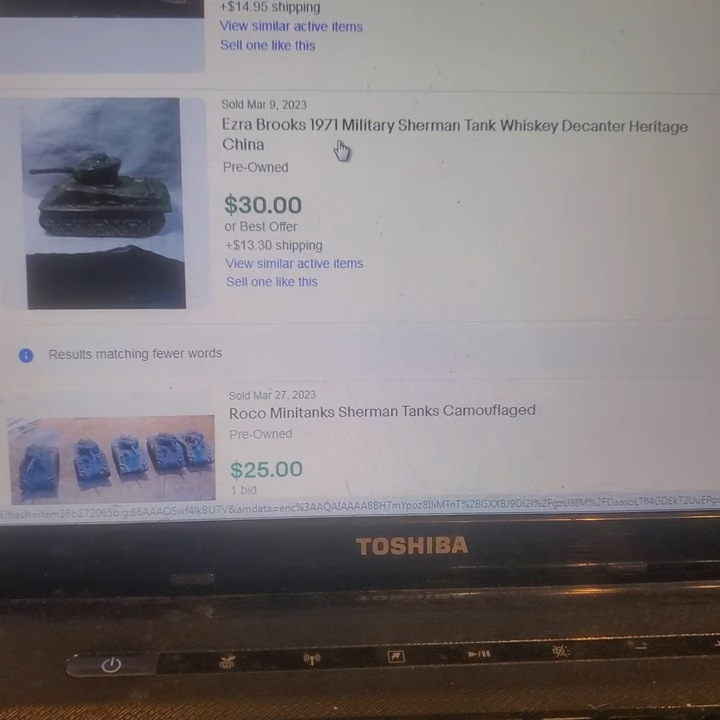 +$14.95 shipping
View similar active items
Sell one like this
Sold Mar 9, 2023
Ezra Brooks 1971 Military Sherman Tank Whiskey Decanter Heritage
China
Pre-Owned
$30.00
or Best Offer
+$13.30 shipping
View similar active items
Sell one like this
Results matching fewer words
Sold Mar 27, 2023
Roco Minitanks Sherman Tanks Camouflaged
Pre-Owned
$25.00
1 bid
TOSHIBA